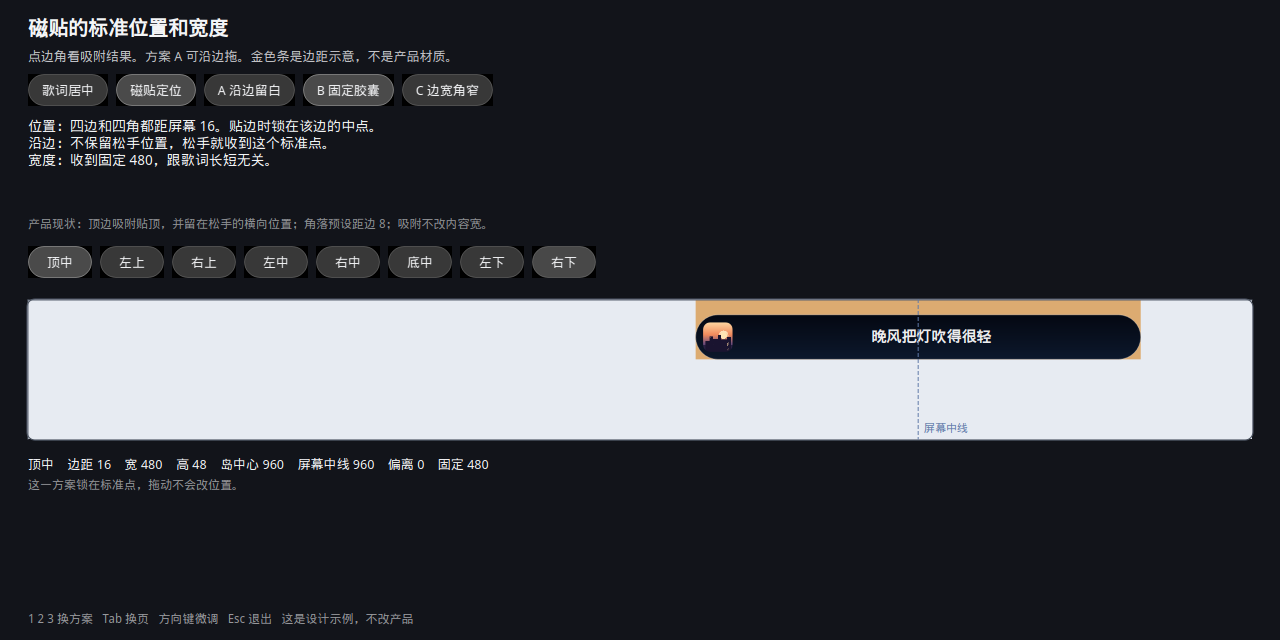 磁贴的标准位置和宽度
点边角看吸附结果。方案 A 可沿边拖。金色条是边距示意，不是产品材质。
歌词居中 磁贴定位 A 沿边留白 B 固定胶囊 C 边宽角窄
位置：四边和四角都距屏幕 16。贴边时锁在该边的中点。
沿边：不保留松手位置，松手就收到这个标准点。
宽度：收到固定 480，跟歌词长短无关。
产品现状：顶边吸附贴顶，并留在松手的横向位置；角落预设距边 8；吸附不改内容宽。
顶中 左上 右上 左中 右中 底中 左下 右下
晚风把灯吹得很轻
屏幕中线
顶中 边距 16 宽 480 高 48 岛中心 960 屏幕中线 960 偏离 0 固定 480
这一方案锁在标准点，拖动不会改位置。
1 2 3 换方案 Tab 换页 方向键微调 Esc 退出 这是设计示例，不改产品